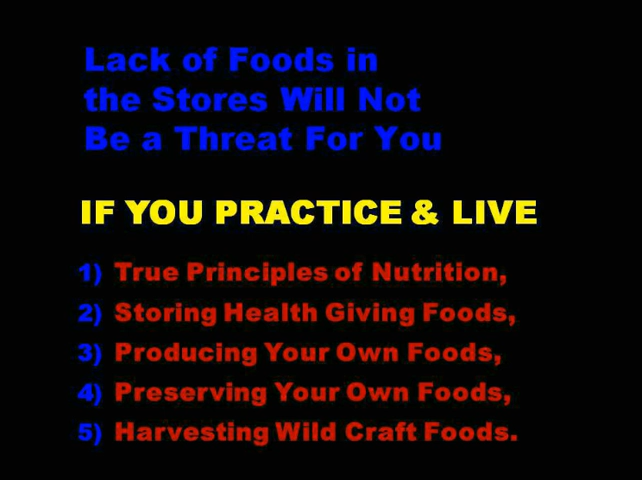 Lack of Foods in
the Stores Will Not
Be a Threat For You
IF YOU PRACTICE & LIVE
1) True Principles of Nutrition,
2) Storing Health Giving Foods,
3) Producing Your Own Foods,
4) Preserving Your Own Foods,
5) Harvesting Wild Craft Foods.